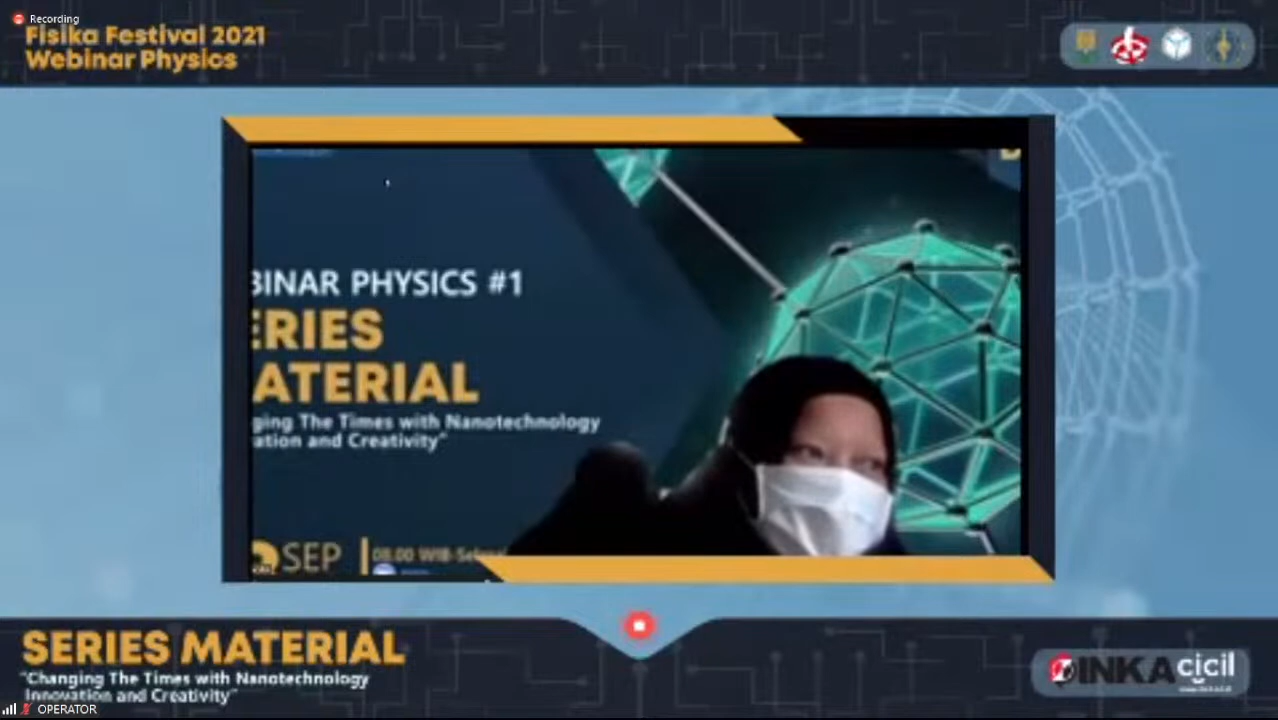 Recording
Fisika Festival 2021
Webinar Physics
BINAR PHYSICS #1
ERIES
ATERIAL
ging The Times with Nanotechnology
ation and Creativity"
SEP
08.00 WIB-Selesai
SERIES MATERIAL
"Changing The Times with Nanotechnology
Innovation and Creativity"
INKA
cicil
OPERATOR